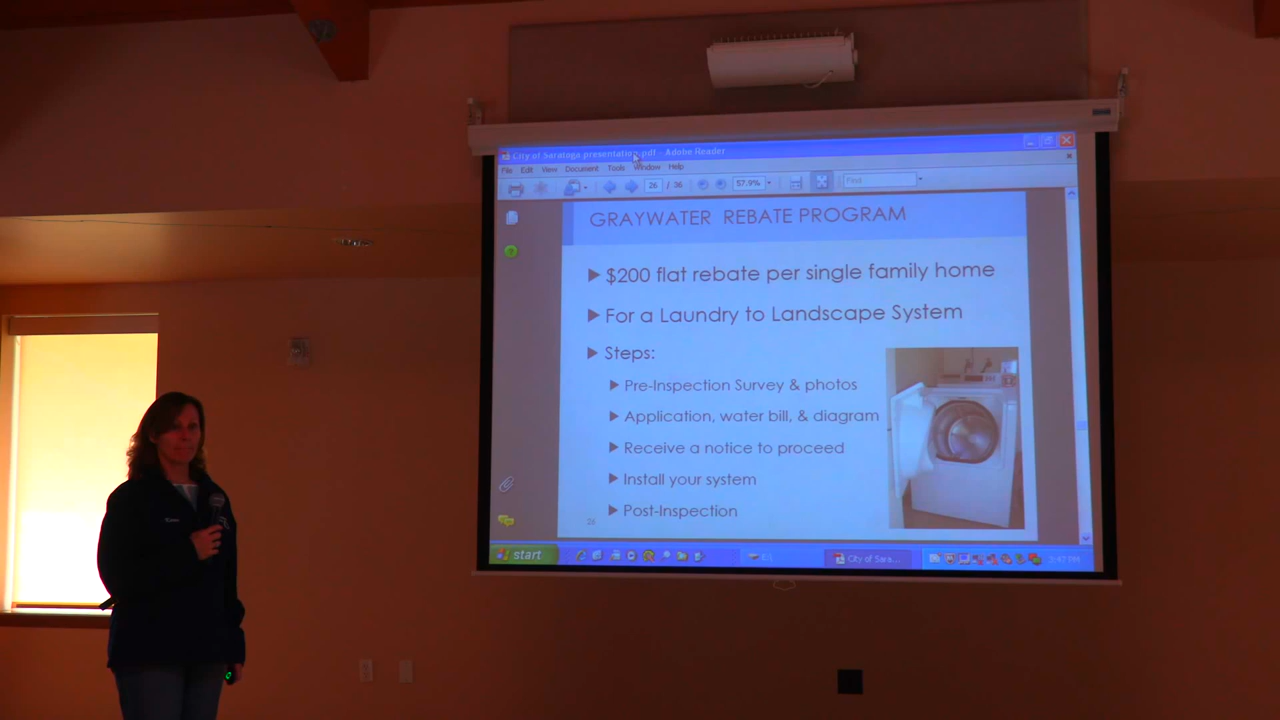 City of Saratoga presentation.pdf - Adobe Reader
File Edit View Document Tools Window Help
26 / 36 57.9% Find
GRAYWATER REBATE PROGRAM
$200 flat rebate per single family home
For a Laundry to Landscape System
Steps:
Pre-Inspection Survey & photos
Application, water bill, & diagram
Receive a notice to proceed
Install your system
Post-Inspection
26
start
City of Sara...